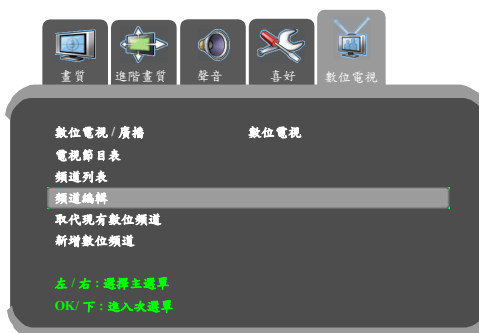 畫質 進階畫質 聲音 喜好 數位電視
數位電視 / 廣播 數位電視
電視節目表
頻道列表
頻道編輯
取代現有數位頻道
新增數位頻道
左 / 右 : 選擇主選單
OK/ 下 : 進入次選單